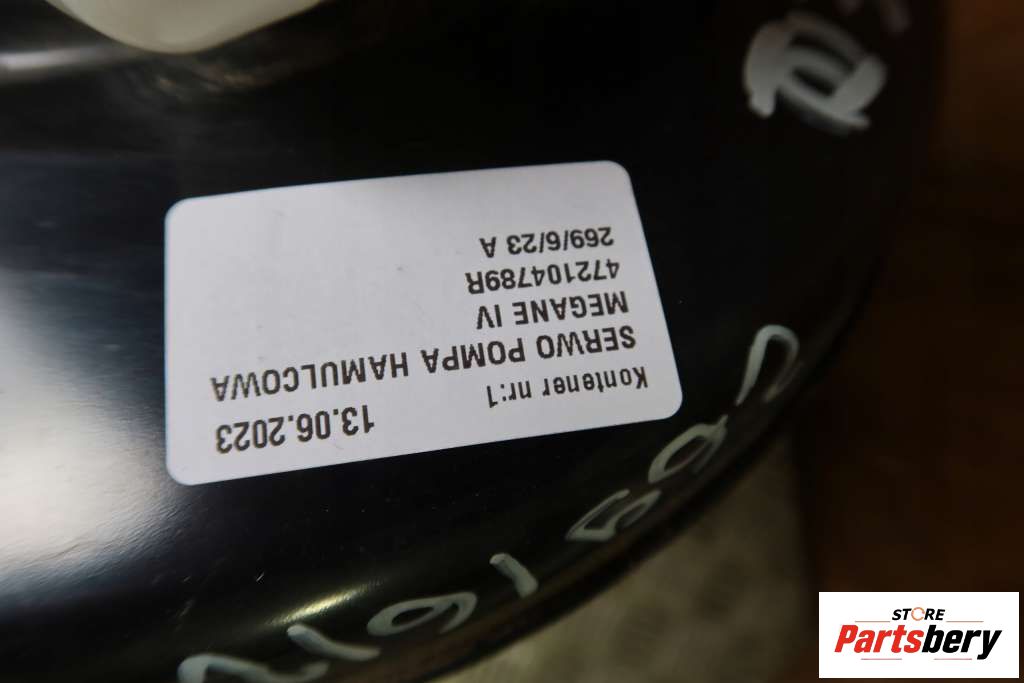 Kontener nr:1 13.06.2023
SERWO POMPA HAMULCOWA
MEGANE IV
472104789R
269/6/23 A
STORE
Partsbery